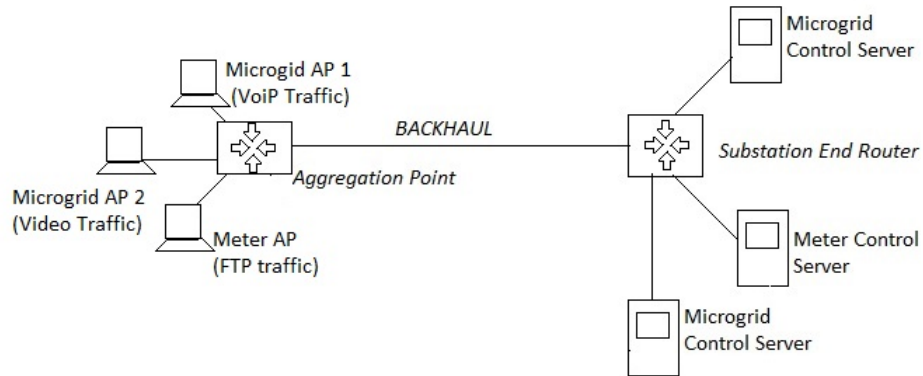 Microgid AP 1
(VoiP Traffic)
Microgrid AP 2
(Video Traffic)
Meter AP
(FTP traffic)
Aggregation Point
BACKHAUL
Microgrid
Control Server
Substation End Router
Meter Control
Server
Microgrid
Control Server